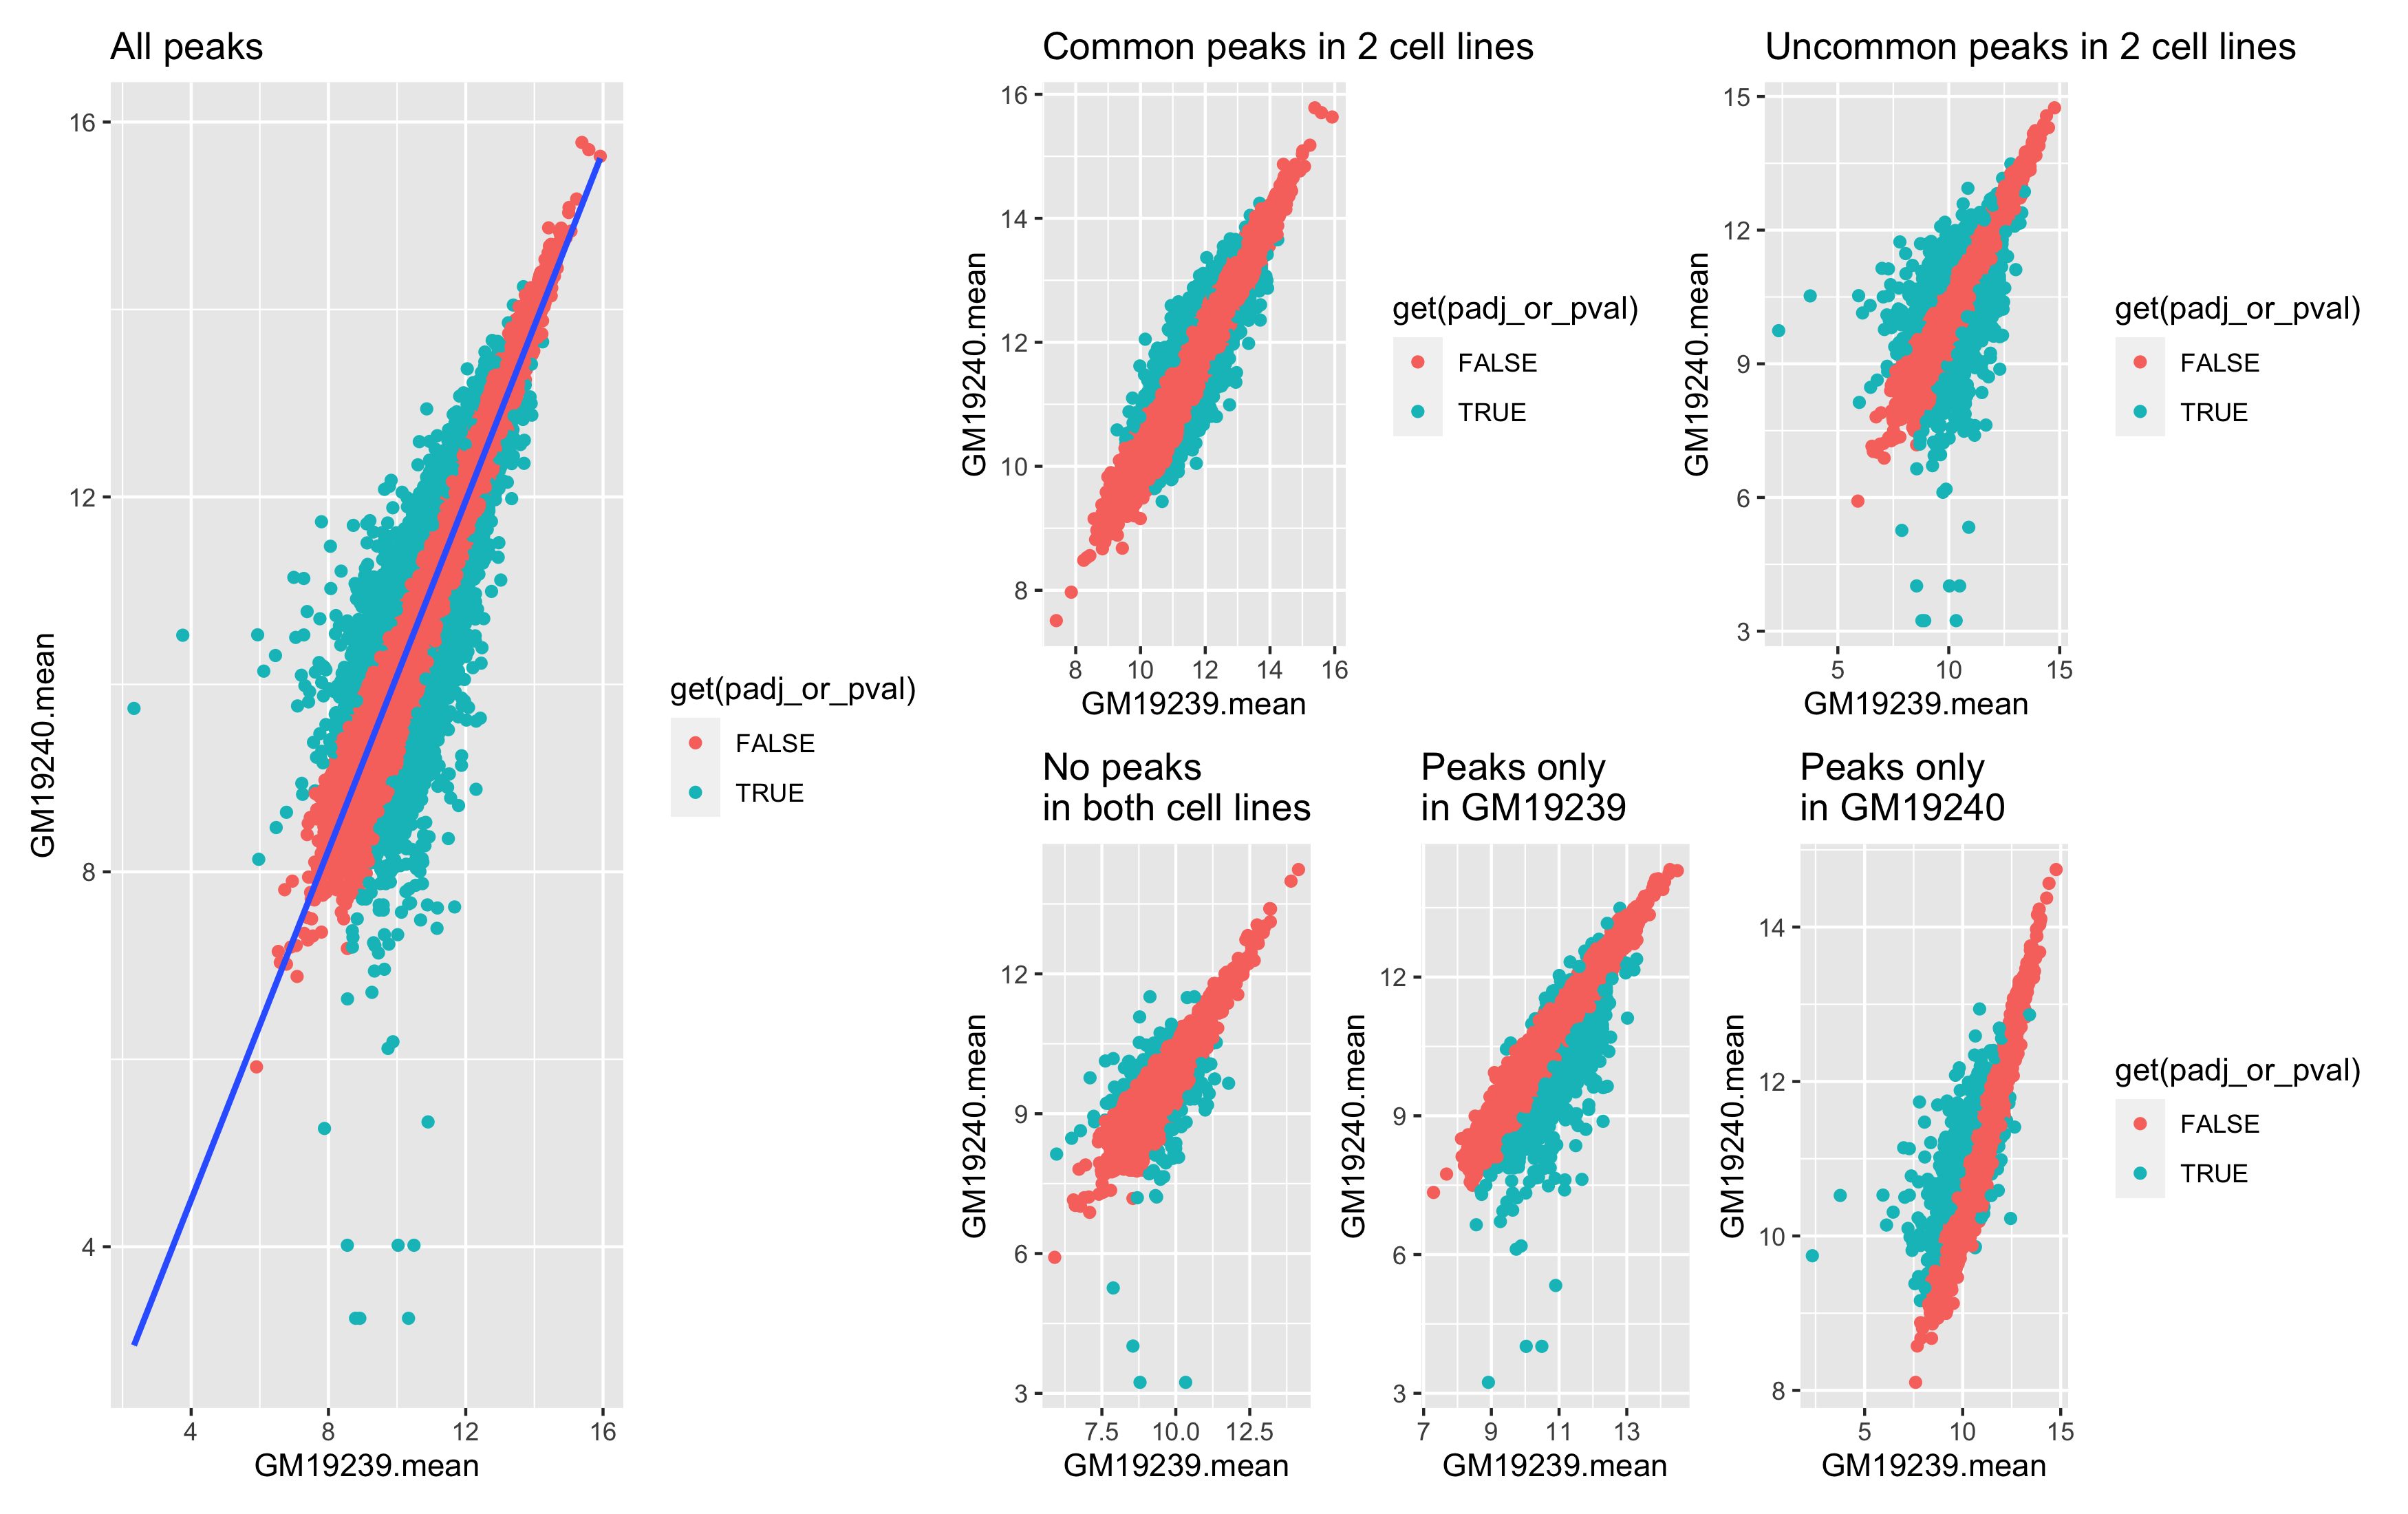 All peaks
16
12
8
4
GM19240.mean
4 8 12 16
GM19239.mean
get(padj_or_pval)
FALSE
TRUE
Common peaks in 2 cell lines
16
14
12
10
8
GM19240.mean
8 10 12 14 16
GM19239.mean
get(padj_or_pval)
FALSE
TRUE
Uncommon peaks in 2 cell lines
15
12
9
6
3
GM19240.mean
5 10 15
GM19239.mean
get(padj_or_pval)
FALSE
TRUE
No peaks
in both cell lines
12
9
6
3
GM19240.mean
7.5 10.0 12.5
GM19239.mean
Peaks only
in GM19239
12
9
6
3
GM19240.mean
7 9 11 13
GM19239.mean
Peaks only
in GM19240
14
12
10
8
GM19240.mean
5 10 15
GM19239.mean
get(padj_or_pval)
FALSE
TRUE